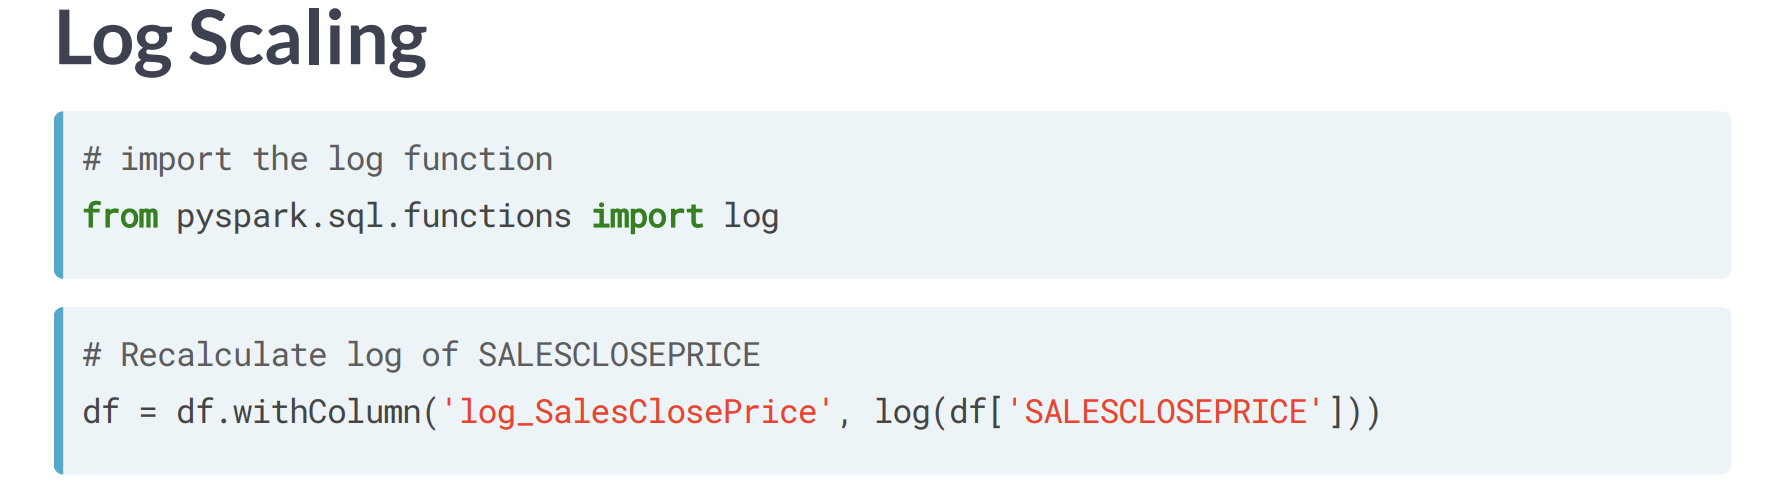 Log Scaling
# import the log function
from pyspark.sql.functions import log
# Recalculate log of SALESCLOSEPRICE
df = df.withColumn('log_SalesClosePrice', log(df['SALESCLOSEPRICE']))